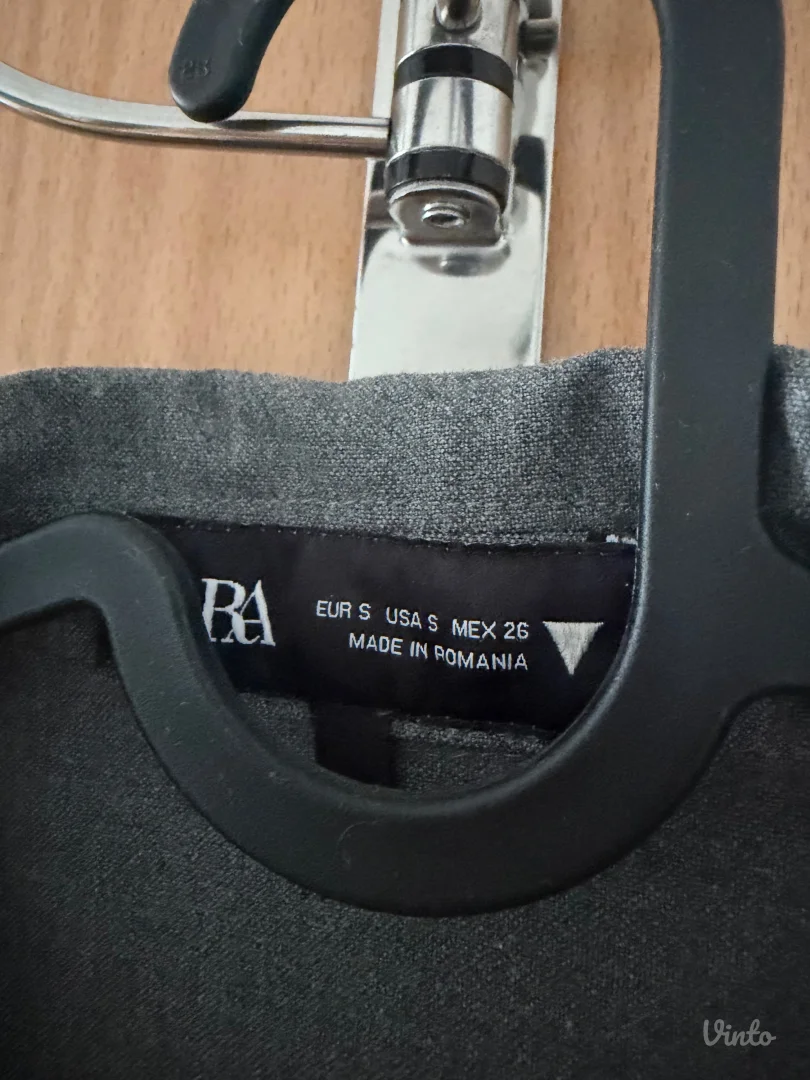 RA
EUR S USA S MEX 26
MADE IN ROMANIA
Vinto